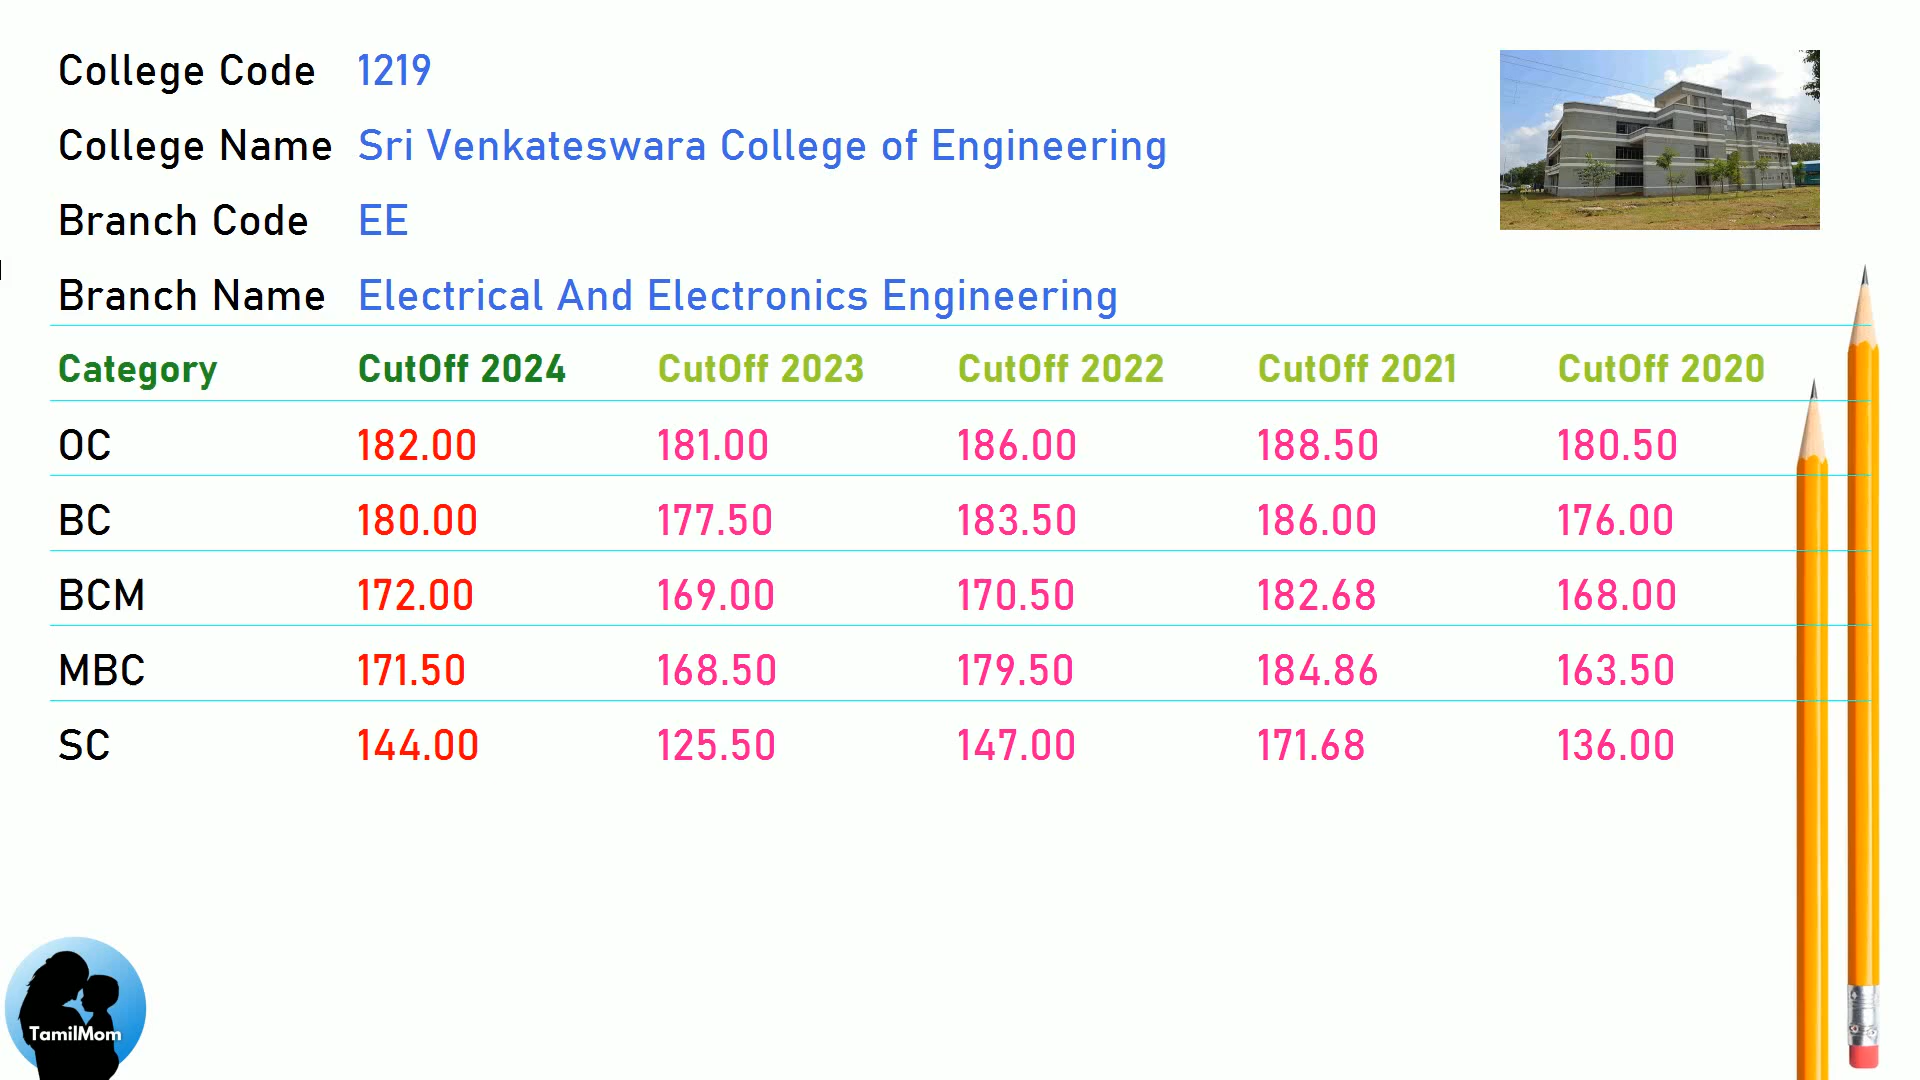 College Code 1219
College Name Sri Venkateswara College of Engineering
Branch Code EE
Branch Name Electrical And Electronics Engineering
Category CutOff 2024 CutOff 2023 CutOff 2022 CutOff 2021 CutOff 2020
OC 182.00 181.00 186.00 188.50 180.50
BC 180.00 177.50 183.50 186.00 176.00
BCM 172.00 169.00 170.50 182.68 168.00
MBC 171.50 168.50 179.50 184.86 163.50
SC 144.00 125.50 147.00 171.68 136.00
TamilMom